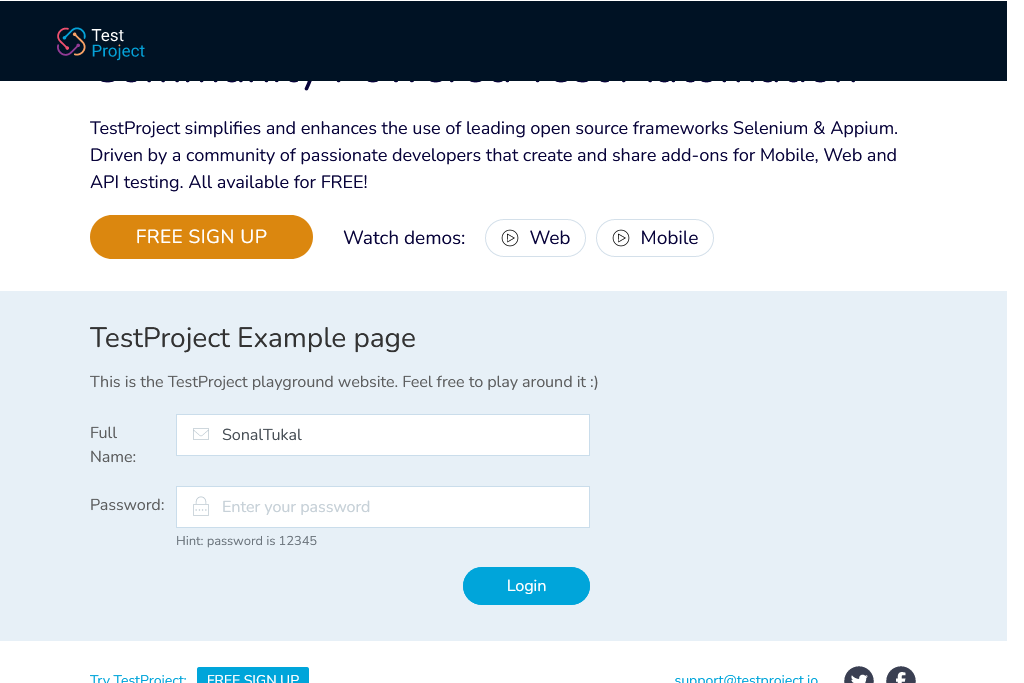 Test
Project
Community Powered Test Automation
TestProject simplifies and enhances the use of leading open source frameworks Selenium & Appium.
Driven by a community of passionate developers that create and share add-ons for Mobile, Web and
API testing. All available for FREE!
FREE SIGN UP
Watch demos:
Web
Mobile
TestProject Example page
This is the TestProject playground website. Feel free to play around it :)
Full
Name:
SonalTukal
Password:
Enter your password
Hint: password is 12345
Login
Try TestProject:
FREE SIGN UP
support@testproject.io